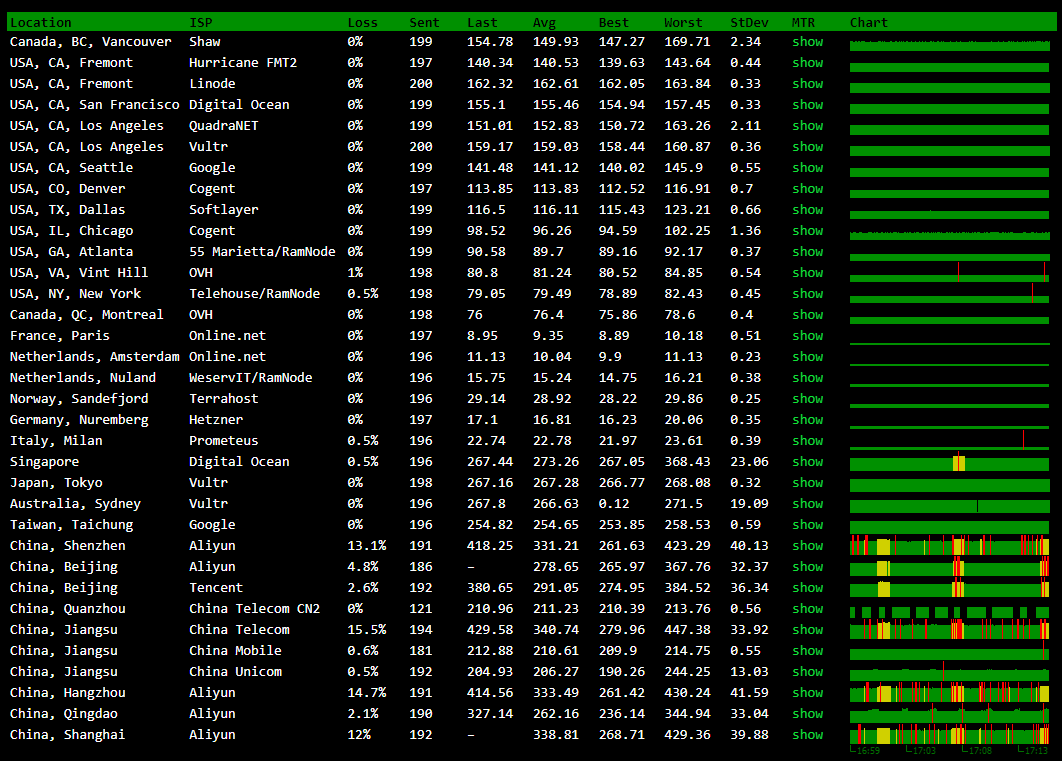 Location ISP Loss Sent Last Avg Best Worst StDev MTR Chart
Canada, BC, Vancouver Shaw 0% 199 154.78 149.93 147.27 169.71 2.34 show
USA, CA, Fremont Hurricane FMT2 0% 197 140.34 140.53 139.63 143.64 0.44 show
USA, CA, Fremont Linode 0% 200 162.32 162.61 162.05 163.84 0.33 show
USA, CA, San Francisco Digital Ocean 0% 199 155.1 155.46 154.94 157.45 0.33 show
USA, CA, Los Angeles QuadraNET 0% 199 151.01 152.83 150.72 163.26 2.11 show
USA, CA, Los Angeles Vultr 0% 200 159.17 159.03 158.44 160.87 0.36 show
USA, CA, Seattle Google 0% 199 141.48 141.12 140.02 145.9 0.55 show
USA, CO, Denver Cogent 0% 197 113.85 113.83 112.52 116.91 0.7 show
USA, TX, Dallas Softlayer 0% 199 116.5 116.11 115.43 123.21 0.66 show
USA, IL, Chicago Cogent 0% 199 98.52 96.26 94.59 102.25 1.36 show
USA, GA, Atlanta 55 Marietta/RamNode 0% 199 90.58 89.7 89.16 92.17 0.37 show
USA, VA, Vint Hill OVH 1% 198 80.8 81.24 80.52 84.85 0.54 show
USA, NY, New York Telehouse/RamNode 0.5% 198 79.05 79.49 78.89 82.43 0.45 show
Canada, QC, Montreal OVH 0% 198 76 76.4 75.86 78.6 0.4 show
France, Paris Online.net 0% 197 8.95 9.35 8.89 10.18 0.51 show
Netherlands, Amsterdam Online.net 0% 196 11.13 10.04 9.9 11.13 0.23 show
Netherlands, Nuland WeservIT/RamNode 0% 196 15.75 15.24 14.75 16.21 0.38 show
Norway, Sandefjord Terrahost 0% 196 29.14 28.92 28.22 29.86 0.25 show
Germany, Nuremberg Hetzner 0% 197 17.1 16.81 16.23 20.06 0.35 show
Italy, Milan Prometeus 0.5% 196 22.74 22.78 21.97 23.61 0.39 show
Singapore Digital Ocean 0.5% 196 267.44 273.26 267.05 368.43 23.06 show
Japan, Tokyo Vultr 0% 198 267.16 267.28 266.77 268.08 0.32 show
Australia, Sydney Vultr 0% 196 267.8 266.63 0.12 271.5 19.09 show
Taiwan, Taichung Google 0% 196 254.82 254.65 253.85 258.53 0.59 show
China, Shenzhen Aliyun 13.1% 191 418.25 331.21 261.63 423.29 40.13 show
China, Beijing Aliyun 4.8% 186 – 278.65 265.97 367.76 32.37 show
China, Beijing Tencent 2.6% 192 380.65 291.05 274.95 384.52 36.34 show
China, Quanzhou China Telecom CN2 0% 121 210.96 211.23 210.39 213.76 0.56 show
China, Jiangsu China Telecom 15.5% 194 429.58 340.74 279.96 447.38 33.92 show
China, Jiangsu China Mobile 0.6% 181 212.88 210.61 209.9 214.75 0.55 show
China, Jiangsu China Unicom 0.5% 192 204.93 206.27 190.26 244.25 13.03 show
China, Hangzhou Aliyun 14.7% 191 414.56 333.49 261.42 430.24 41.59 show
China, Qingdao Aliyun 2.1% 190 327.14 262.16 236.14 344.94 33.04 show
China, Shanghai Aliyun 12% 192 – 338.81 268.71 429.36 39.88 show
16:59 17:03 17:08 17:13